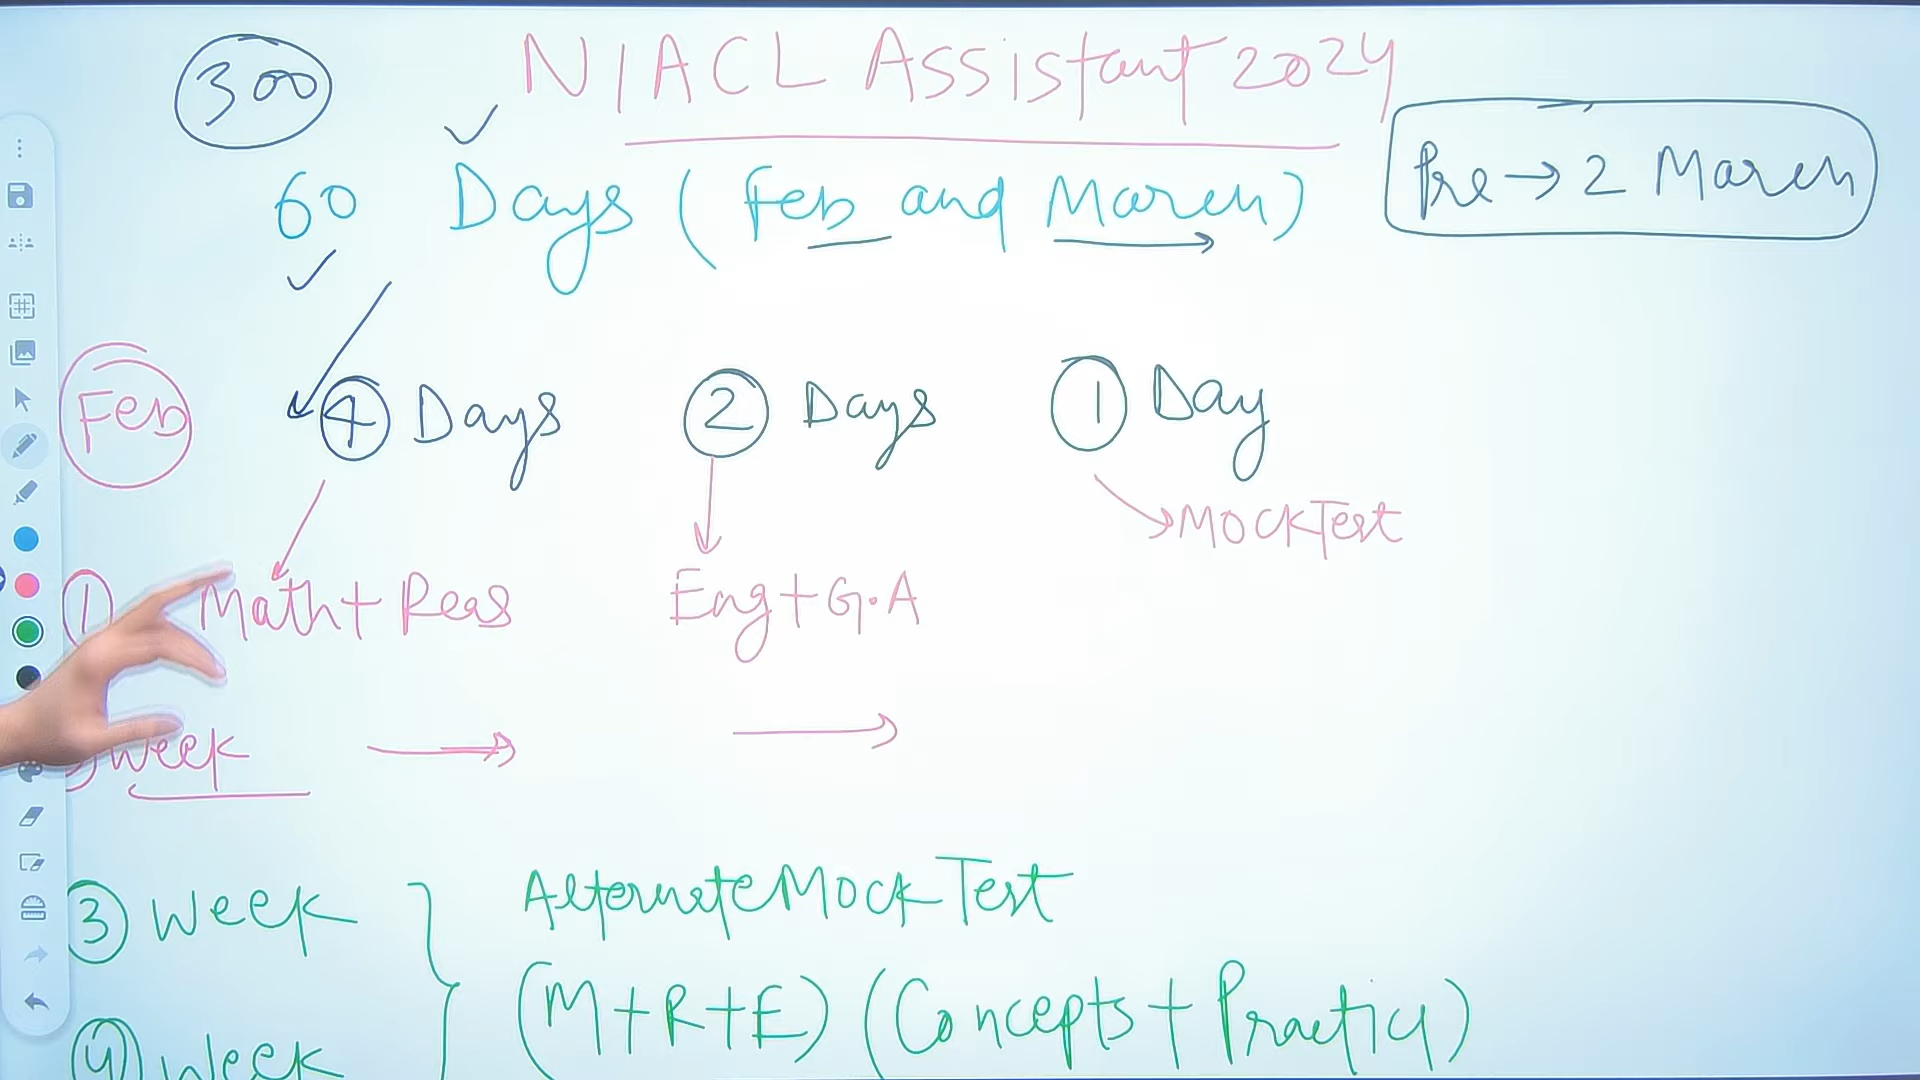 300
NIACL Assistant 2024
60 Days (Feb and March)
Pre → 2 March
Feb
4 Days
2 Days
1 Day
Mock Test
1
Math + Reas
Eng + G.A
week
3 week
Alternate Mock Test
4 week
(M+R+E) (Concepts + Practice)